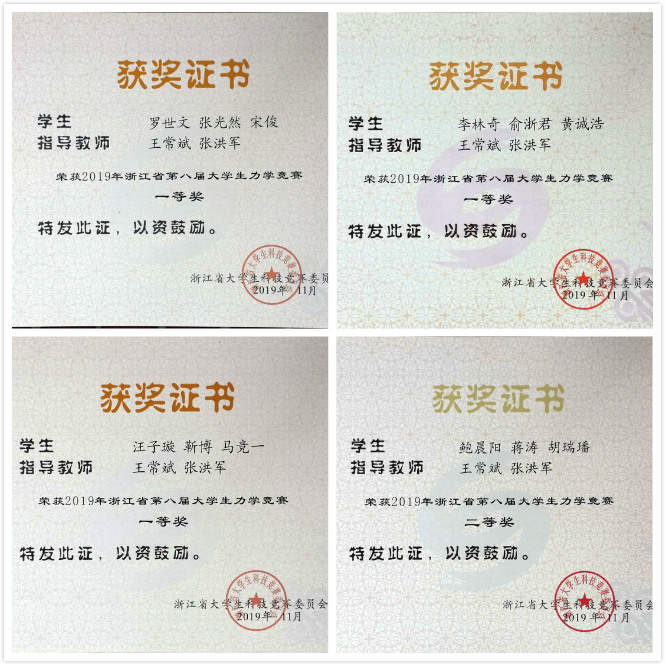 获奖证书
学生 罗世文 张光然 宋俊
指导教师 王常斌 张洪军
荣获2019年浙江省第八届大学生力学竞赛
一等奖
特发此证，以资鼓励。
浙江省大学生科技竞赛委员
2019年 11月
获奖证书
学生 李林奇 俞浙君 黄诚浩
指导教师 王常斌 张洪军
荣获2019年浙江省第八届大学生力学竞赛
一等奖
特发此证，以资鼓励。
浙江省大学生科技竞赛委员会
2019年 11月
获奖证书
学生 汪子璇 靳博 马竞一
指导教师 王常斌 张洪军
荣获2019年浙江省第八届大学生力学竞赛
一等奖
特发此证，以资鼓励。
浙江省大学生科技竞赛委员会
2019年 11月
获奖证书
学生 鲍晨阳 蒋涛 胡瑞璠
指导教师 王常斌 张洪军
荣获2019年浙江省第八届大学生力学竞赛
二等奖
特发此证，以资鼓励。
浙江省大学生科技竞赛委员会
2019年 11月